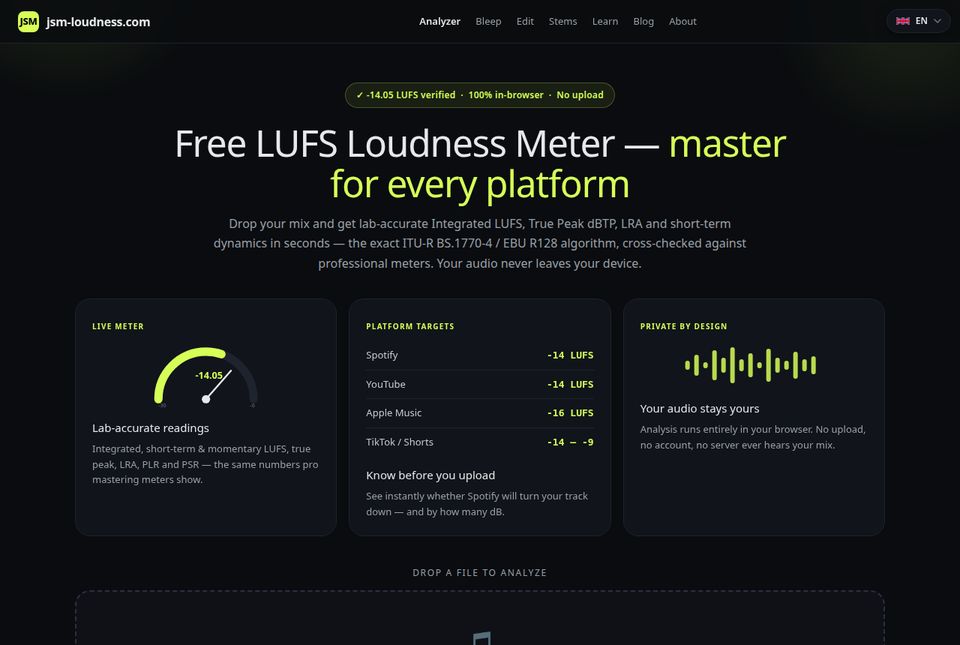 JSM jsm-loudness.com
Analyzer Bleep Edit Stems Learn Blog About
EN
✓ -14.05 LUFS verified · 100% in-browser · No upload
Free LUFS Loudness Meter — master
for every platform
Drop your mix and get lab-accurate Integrated LUFS, True Peak dBTP, LRA and short-term
dynamics in seconds — the exact ITU-R BS.1770-4 / EBU R128 algorithm, cross-checked against
professional meters. Your audio never leaves your device.
LIVE METER
-14.05
Lab-accurate readings
Integrated, short-term & momentary LUFS, true
peak, LRA, PLR and PSR — the same numbers pro
mastering meters show.
PLATFORM TARGETS
Spotify -14 LUFS
YouTube -14 LUFS
Apple Music -16 LUFS
TikTok / Shorts -14 – -9
Know before you upload
See instantly whether Spotify will turn your track
down — and by how many dB.
PRIVATE BY DESIGN
Your audio stays yours
Analysis runs entirely in your browser. No upload,
no account, no server ever hears your mix.
DROP A FILE TO ANALYZE